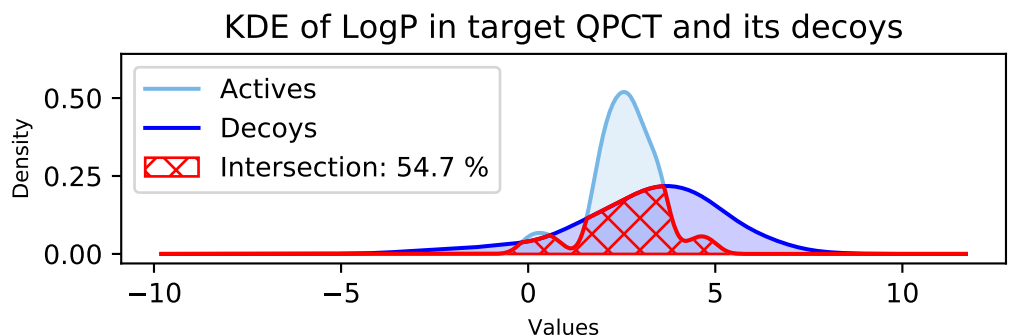 KDE of LogP in target QPCT and its decoys
Actives
Decoys
Intersection: 54.7 %
Density
0.50
0.25
0.00
−10
−5
0
5
10
Values